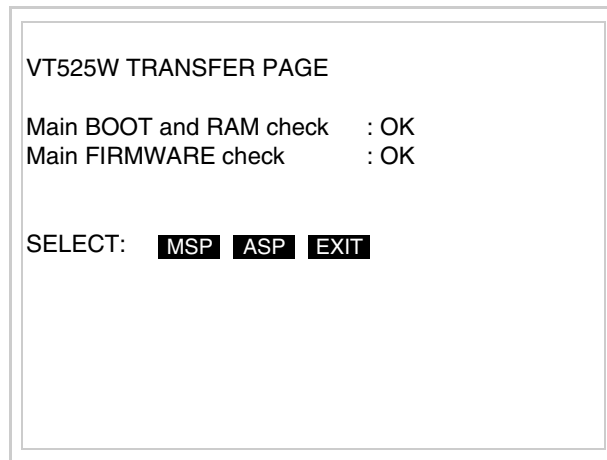 VT525W TRANSFER PAGE
Main BOOT and RAM check : OK
Main FIRMWARE check : OK
SELECT: MSP ASP EXIT